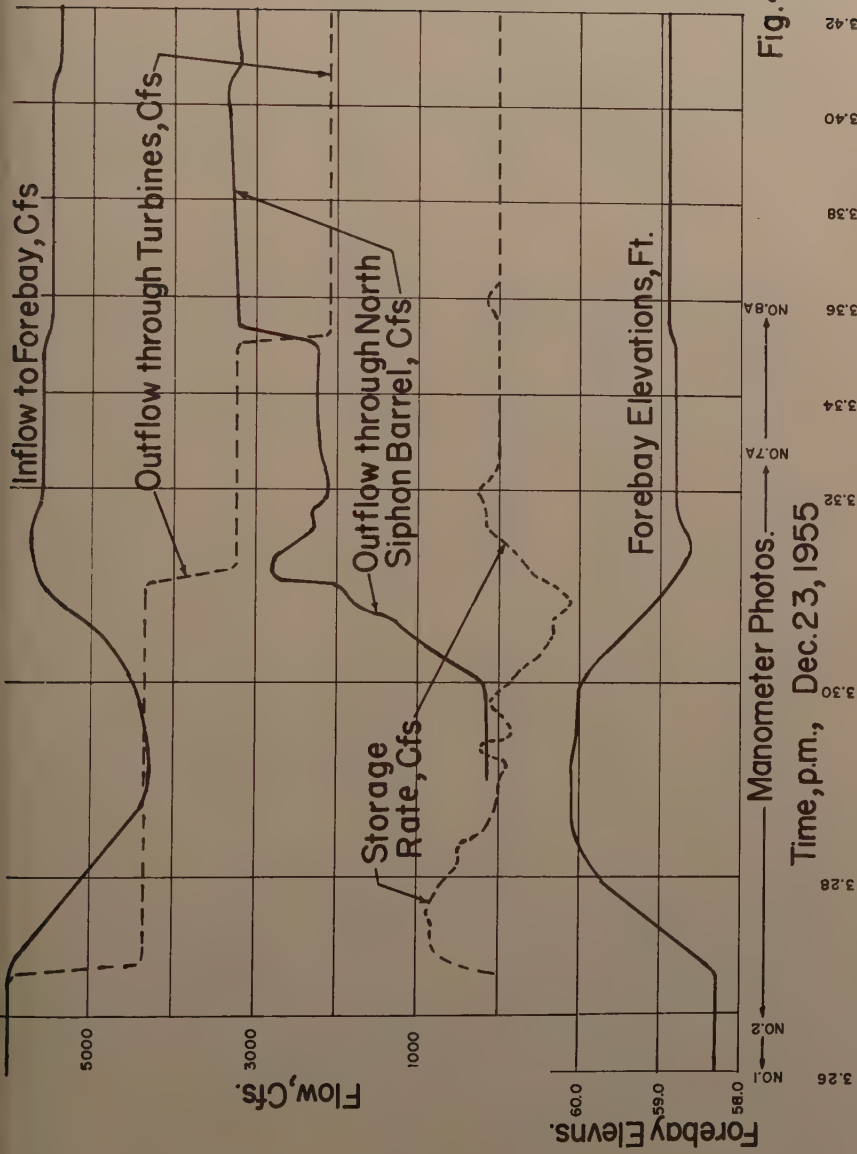 Fig.
Inflow to Forebay, Cfs
Outflow through Turbines, Cfs
Outflow through North
Siphon Barrel, Cfs
Storage
Rate, Cfs
Forebay Elevations, Ft.
Flow, Cfs.
5000
3000
1000
Forebay Elevns.
60.0
59.0
58.0
NO.1
NO.2
Manometer Photos.
NO.7A
NO.8A
Time, p.m., Dec. 23, 1955
3.26
3.28
3.30
3.32
3.34
3.36
3.38
3.40
3.42